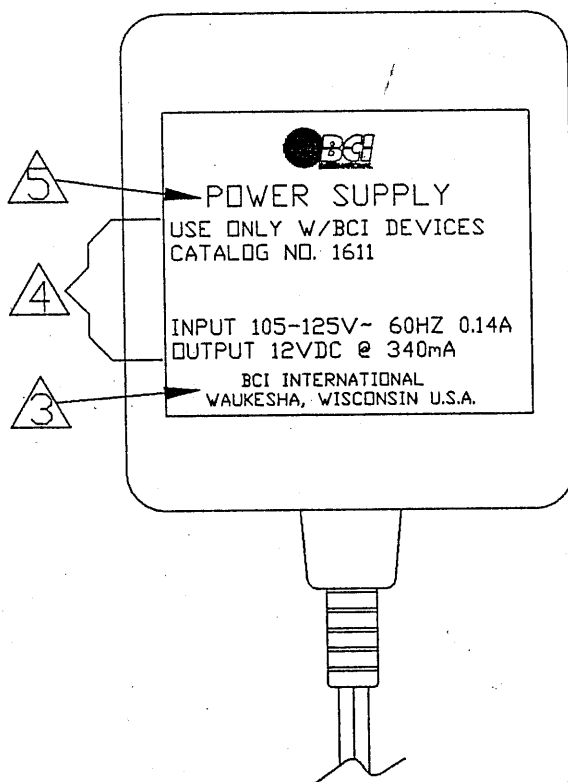 BCI
POWER SUPPLY
USE ONLY W/BCI DEVICES
CATALOG NO. 1611
INPUT 105-125V~ 60HZ 0.14A
OUTPUT 12VDC @ 340mA
BCI INTERNATIONAL
WAUKESHA, WISCONSIN U.S.A.
5
4
3